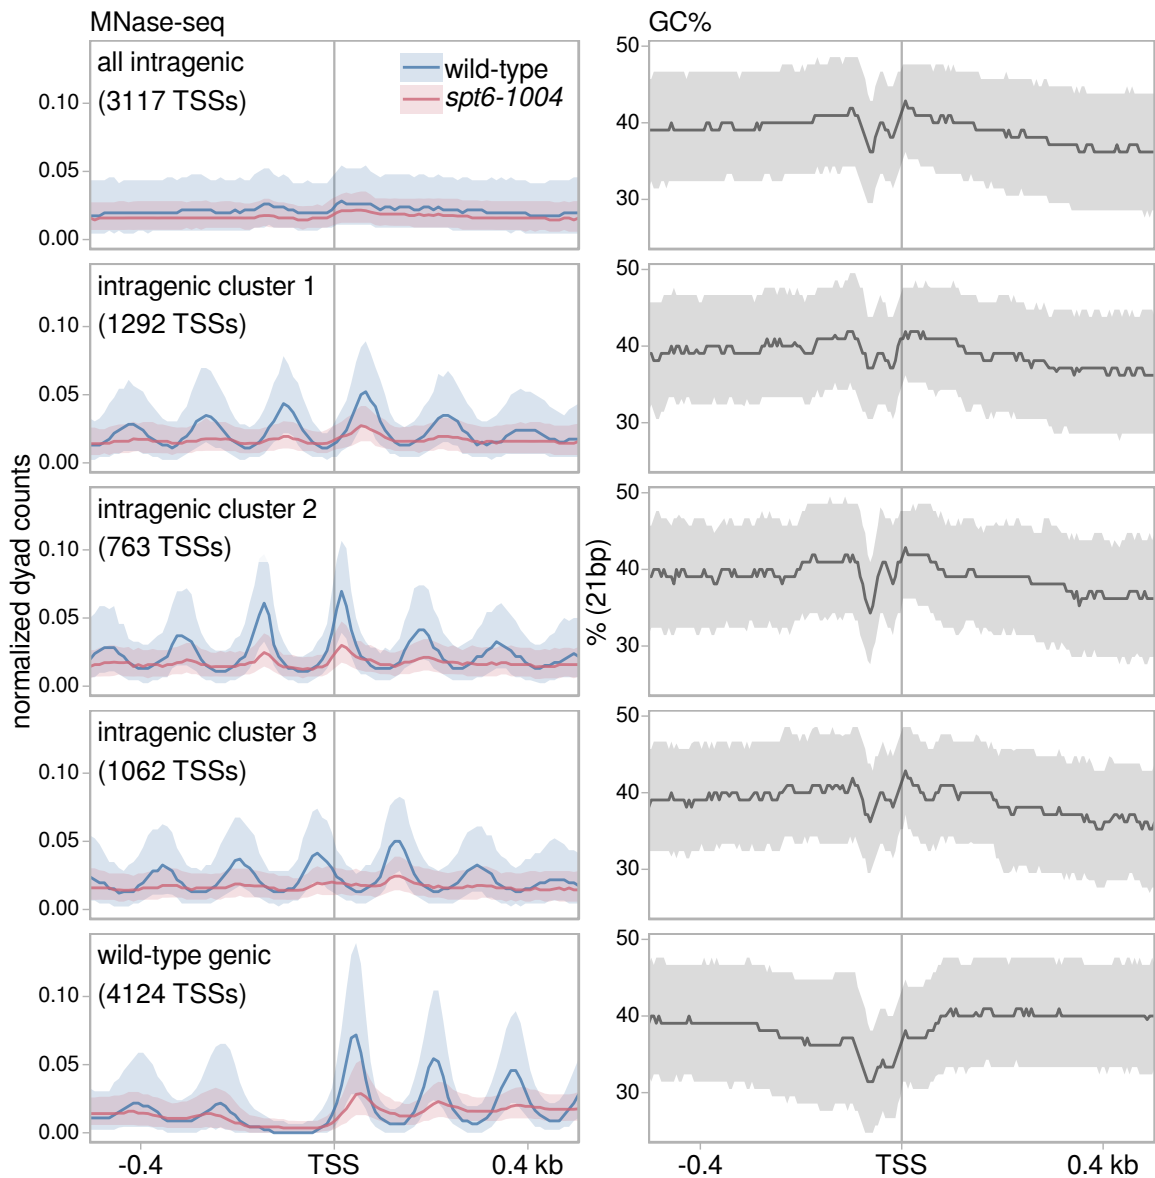 MNase-seq
GC%
all intragenic
(3117 TSSs)
wild-type
spt6-1004
0.10
0.05
0.00
50
40
30
intragenic cluster 1
(1292 TSSs)
0.10
0.05
0.00
50
40
30
intragenic cluster 2
(763 TSSs)
0.10
0.05
0.00
50
40
30
normalized dyad counts
% (21bp)
intragenic cluster 3
(1062 TSSs)
0.10
0.05
0.00
50
40
30
wild-type genic
(4124 TSSs)
0.10
0.05
0.00
50
40
30
-0.4
TSS
0.4 kb
-0.4
TSS
0.4 kb